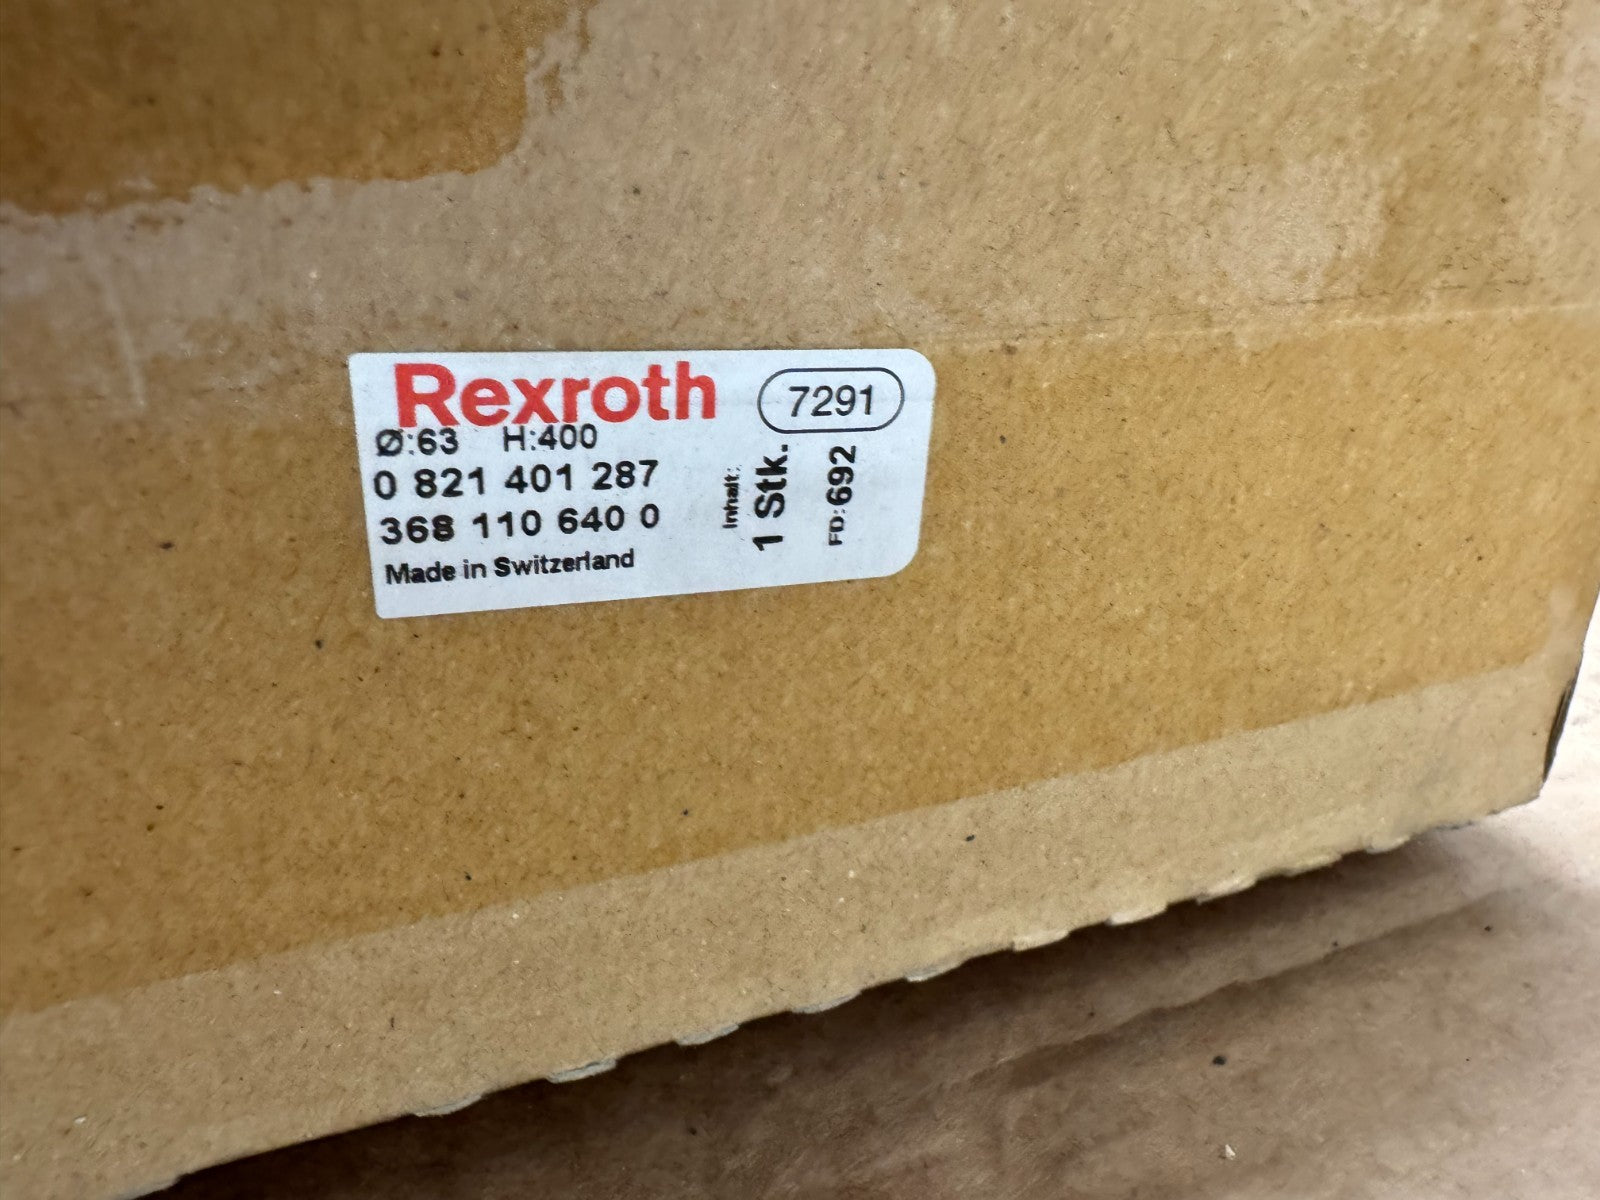 Rexroth
7291
Ø:63 H:400
0 821 401 287
368 110 640 0
Made in Switzerland
Inhalt:
1 Stk.
FD:692